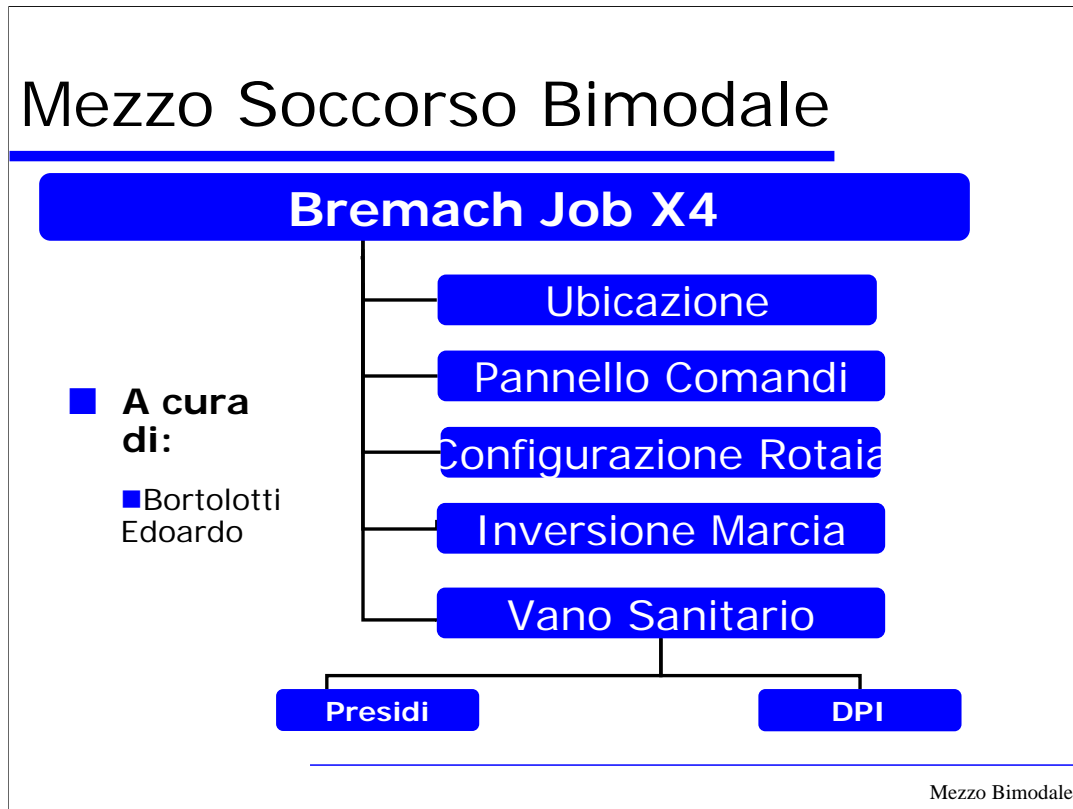 Mezzo Soccorso Bimodale
Bremach Job X4
Ubicazione
Pannello Comandi
Configurazione Rotaia
Inversione Marcia
Vano Sanitario
Presidi
DPI
A cura
di:
Bortolotti
Edoardo
Mezzo Bimodale